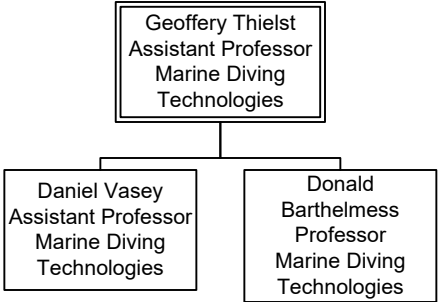 Geoffery Thielst
Assistant Professor
Marine Diving
Technologies
Daniel Vasey
Assistant Professor
Marine Diving
Technologies
Donald
Barthelmess
Professor
Marine Diving
Technologies